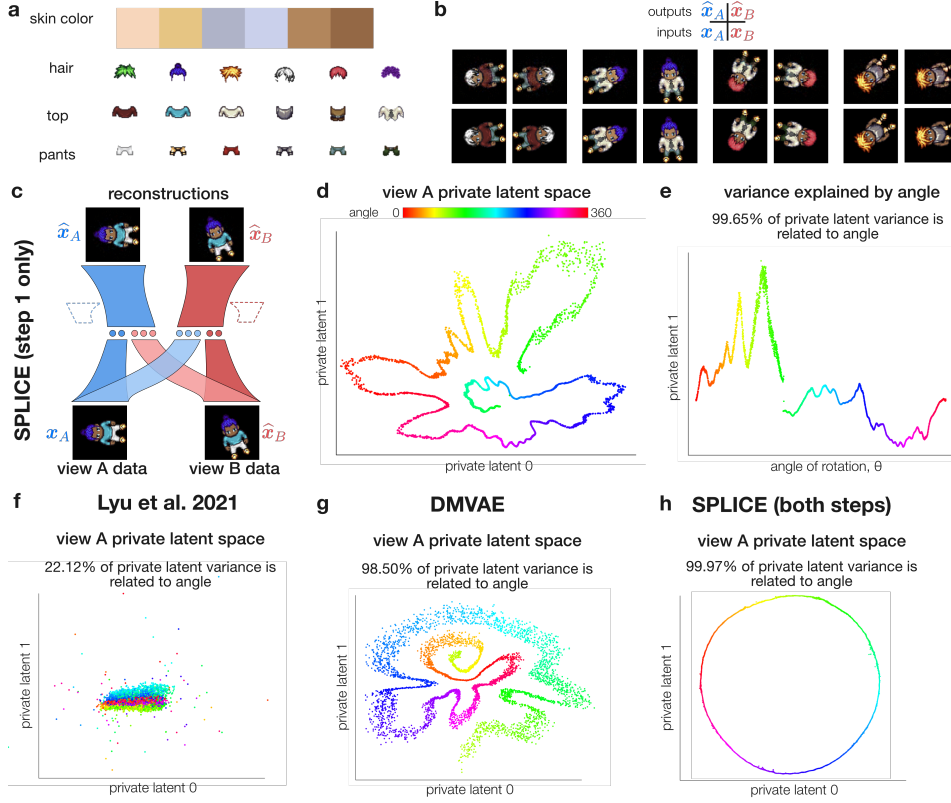 a
skin color
hair
top
pants
b
outputs x̂A x̂B
inputs xA xB
c
reconstructions
x̂A
x̂B
SPLICE (step 1 only)
xA
x̂B
view A data
view B data
d
view A private latent space
angle 0 360
private latent 1
private latent 0
e
variance explained by angle
99.65% of private latent variance is
related to angle
private latent 1
angle of rotation, θ
f
Lyu et al. 2021
view A private latent space
22.12% of private latent variance is
related to angle
private latent 1
private latent 0
g
DMVAE
view A private latent space
98.50% of private latent variance is
related to angle
private latent 1
private latent 0
h
SPLICE (both steps)
view A private latent space
99.97% of private latent variance is
related to angle
private latent 1
private latent 0